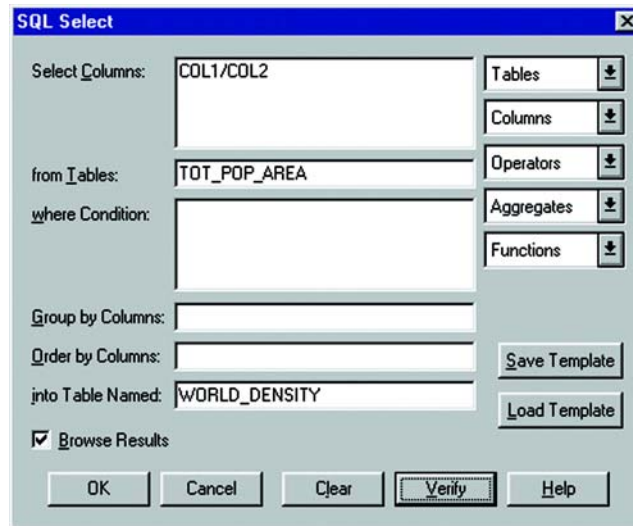 SQL Select
Select Columns:
COL1/COL2
Tables
Columns
from Tables:
TOT_POP_AREA
Operators
where Condition:
Aggregates
Functions
Group by Columns:
Order by Columns:
Save Template
into Table Named:
WORLD_DENSITY
Load Template
Browse Results
OK
Cancel
Clear
Verify
Help